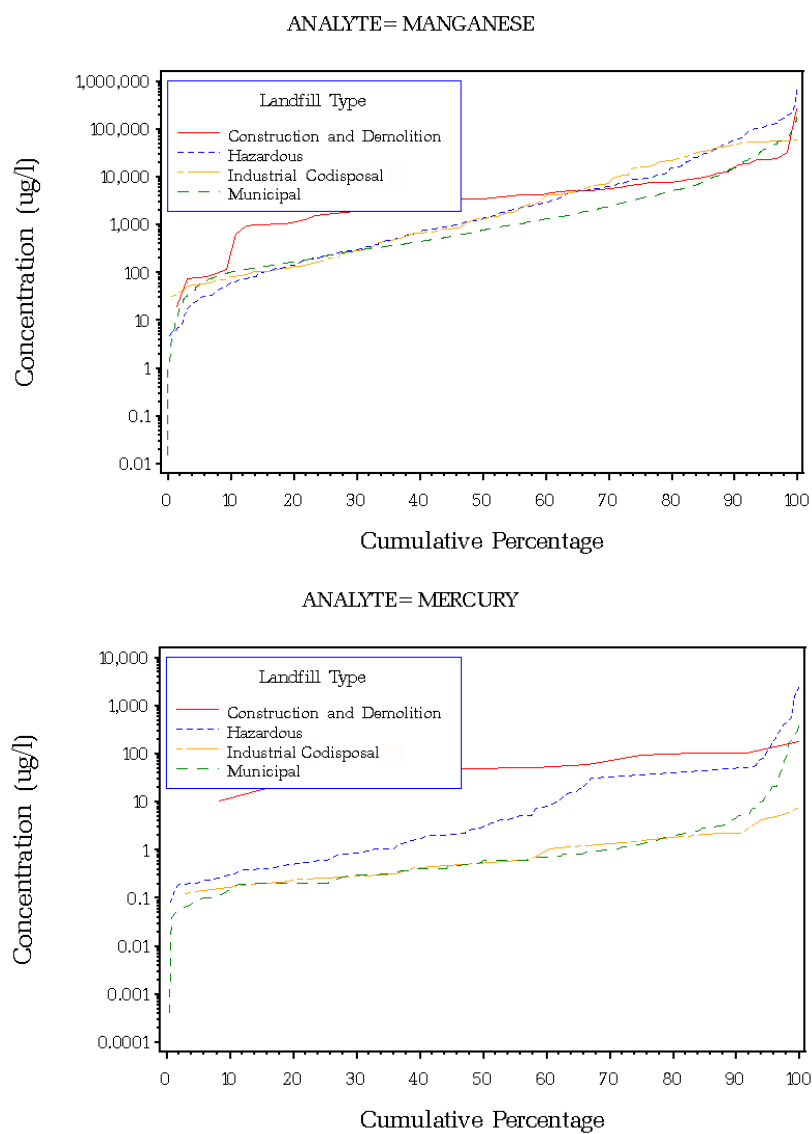 ANALYTE= MANGANESE
Concentration (ug/l)
1,000,000
100,000
10,000
1000
100
10
1
0.1
0.01
Landfill Type
Construction and Demolition
Hazardous
Industrial Codisposal
Municipal
0 10 20 30 40 50 60 70 80 90 100
Cumulative Percentage
ANALYTE= MERCURY
Concentration (ug/l)
10,000
1,000
100
10
1
0.1
0.01
0.001
0.0001
Landfill Type
Construction and Demolition
Hazardous
Industrial Codisposal
Municipal
0 10 20 30 40 50 60 70 80 90 100
Cumulative Percentage